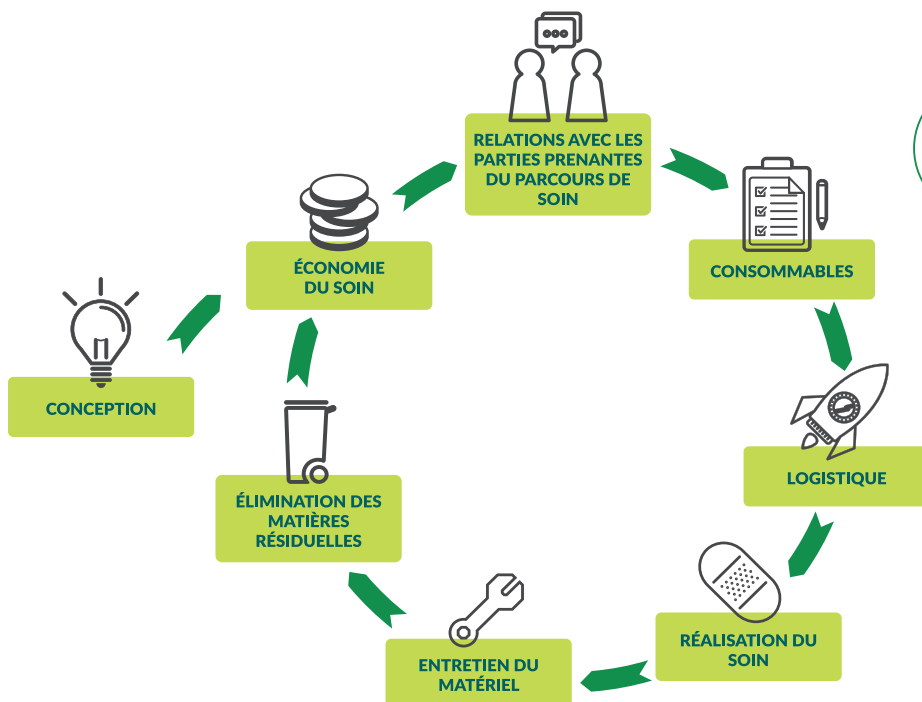 RELATIONS AVEC LES
PARTIES PRENANTES
DU PARCOURS DE
SOIN
CONSOMMABLES
ÉCONOMIE
DU SOIN
CONCEPTION
LOGISTIQUE
ÉLIMINATION DES
MATIÈRES
RÉSIDUELLES
RÉALISATION DU
SOIN
ENTRETIEN DU
MATÉRIEL